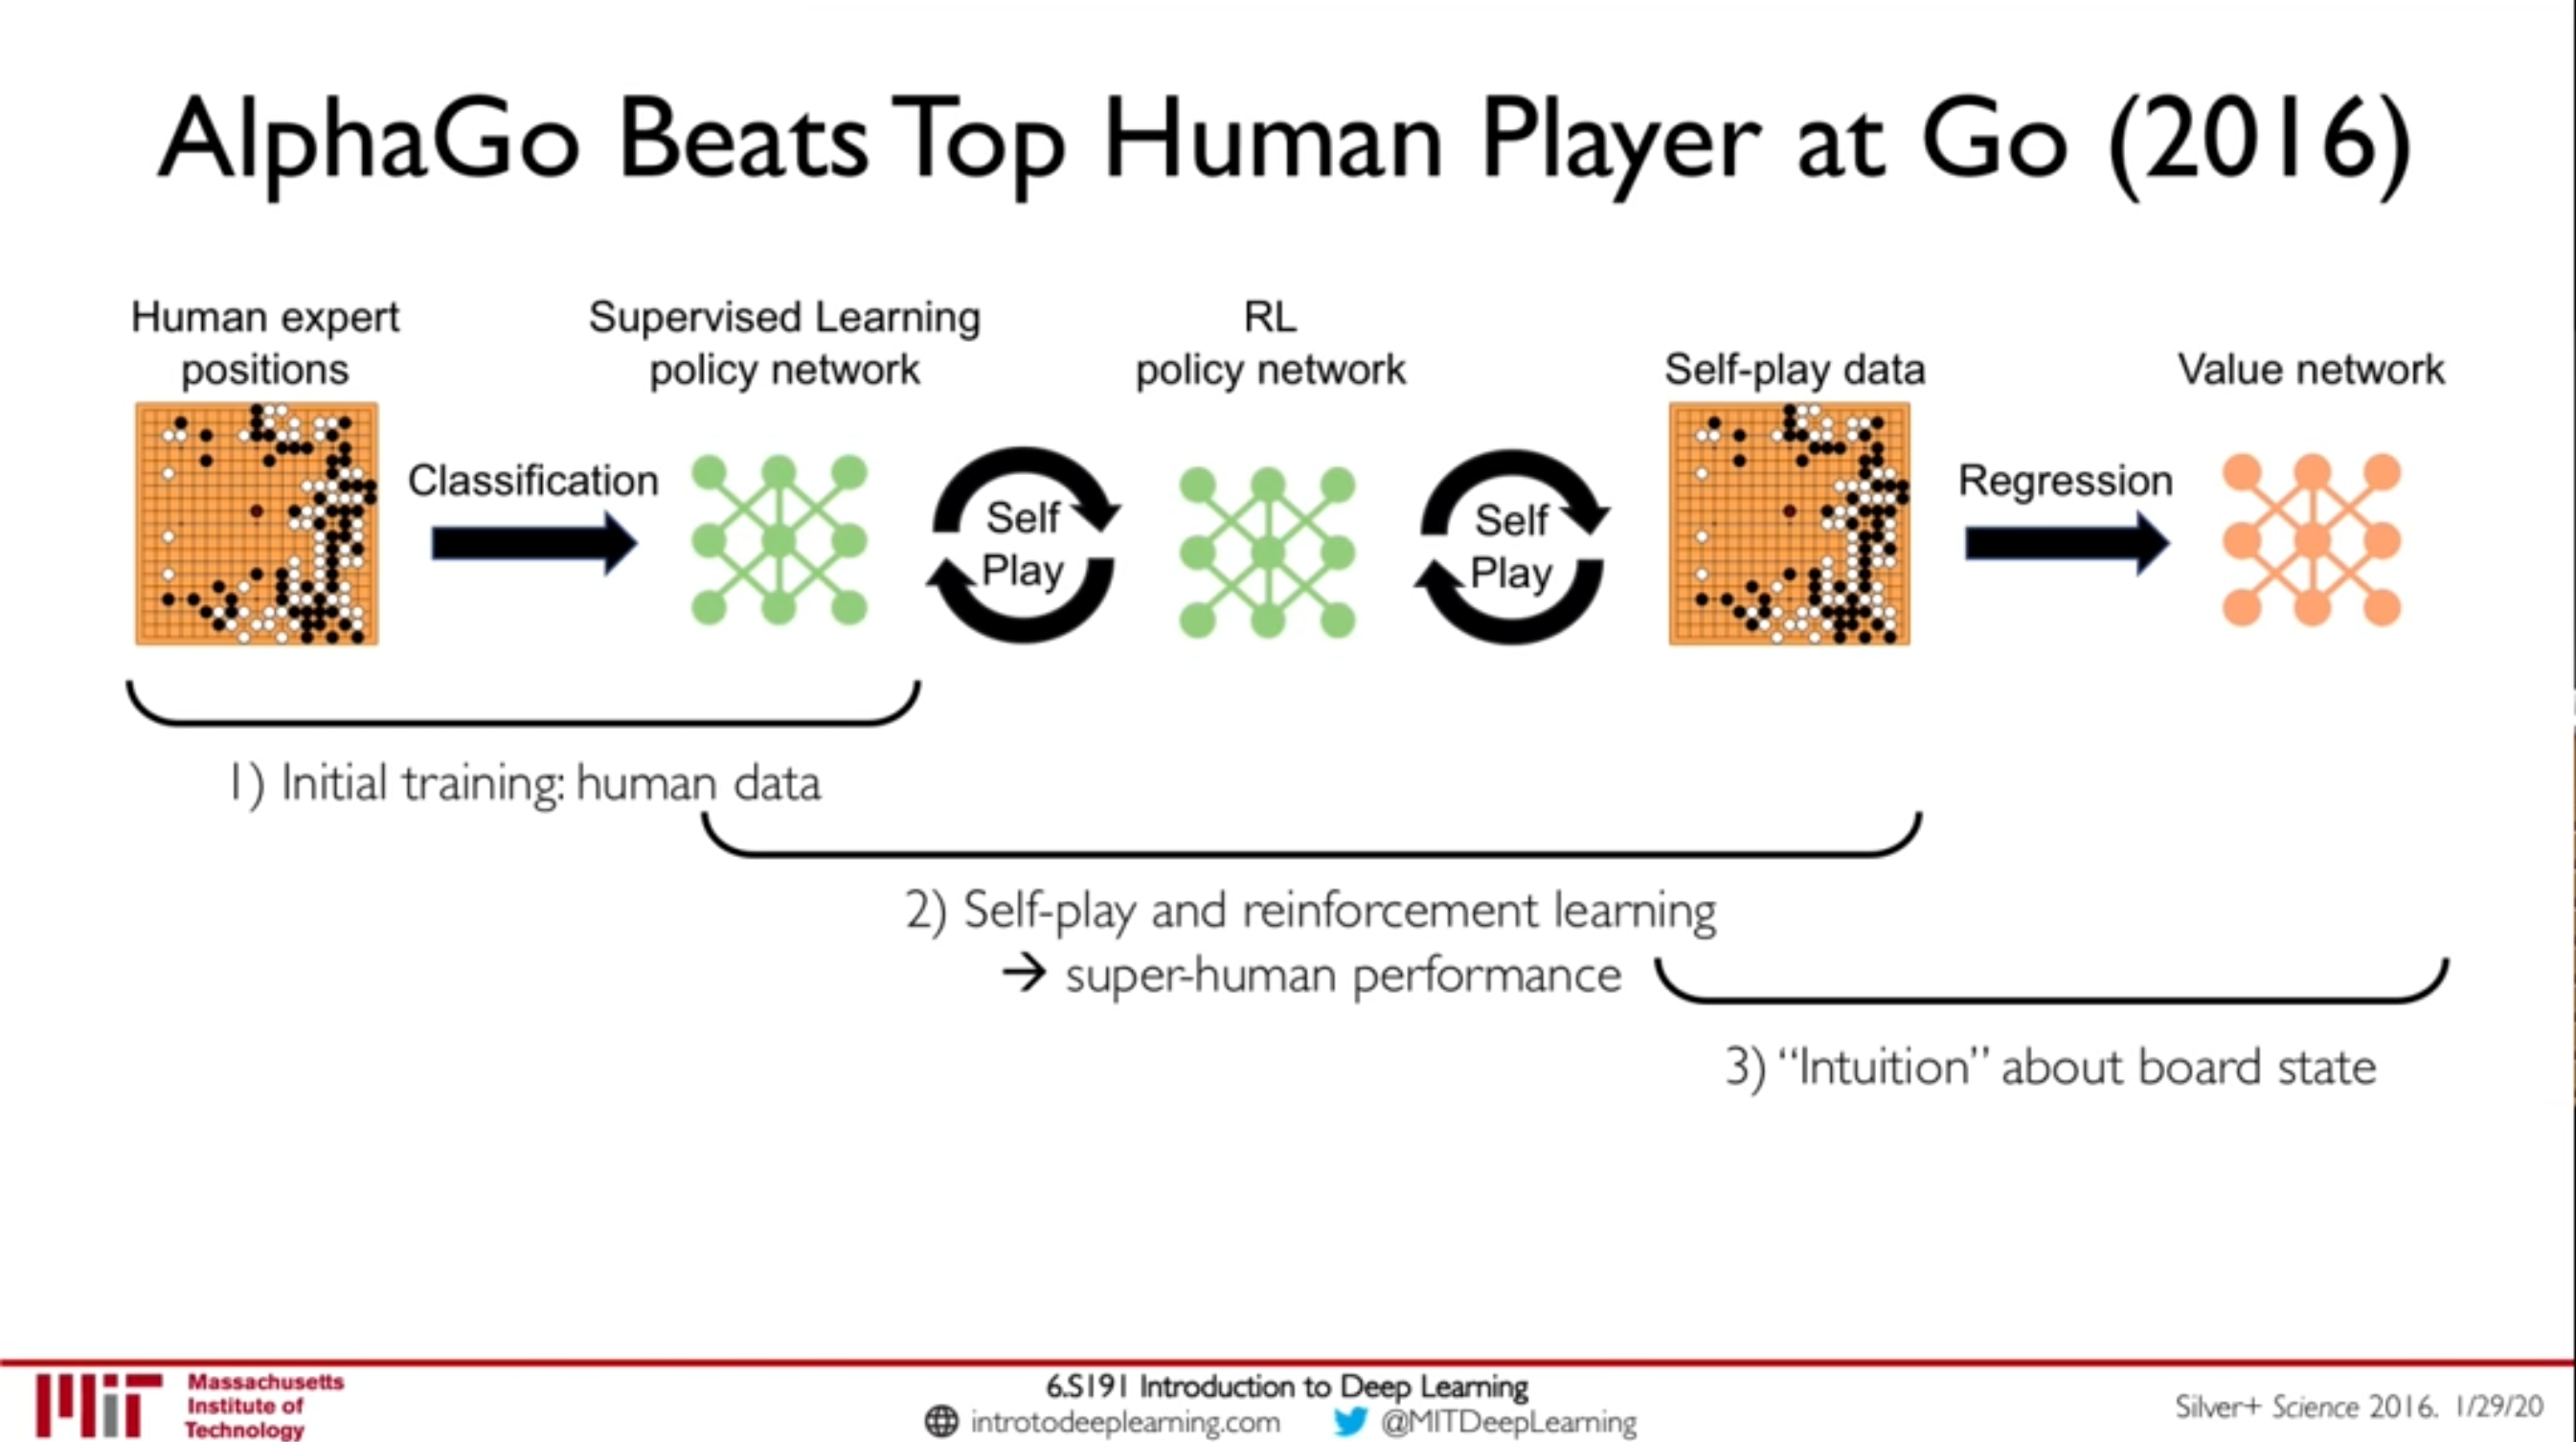 AlphaGo Beats Top Human Player at Go (2016)
Human expert
positions
Supervised Learning
policy network
RL
policy network
Self-play data
Value network
Classification
Self
Play
Self
Play
Regression
1) Initial training: human data
2) Self-play and reinforcement learning
→ super-human performance
3) “Intuition” about board state
Massachusetts
Institute of
Technology
6.S191 Introduction to Deep Learning
introtodeeplearning.com
@MITDeepLearning
Silver+ Science 2016. 1/29/20